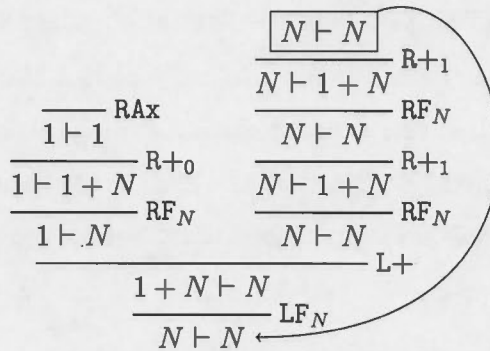 N ⊢ N
R+₁
N ⊢ 1 + N
RAx
RF_N
1 ⊢ 1
N ⊢ N
R+₀
R+₁
1 ⊢ 1 + N
N ⊢ 1 + N
RF_N
RF_N
1 ⊢ N
N ⊢ N
L+
1 + N ⊢ N
LF_N
N ⊢ N